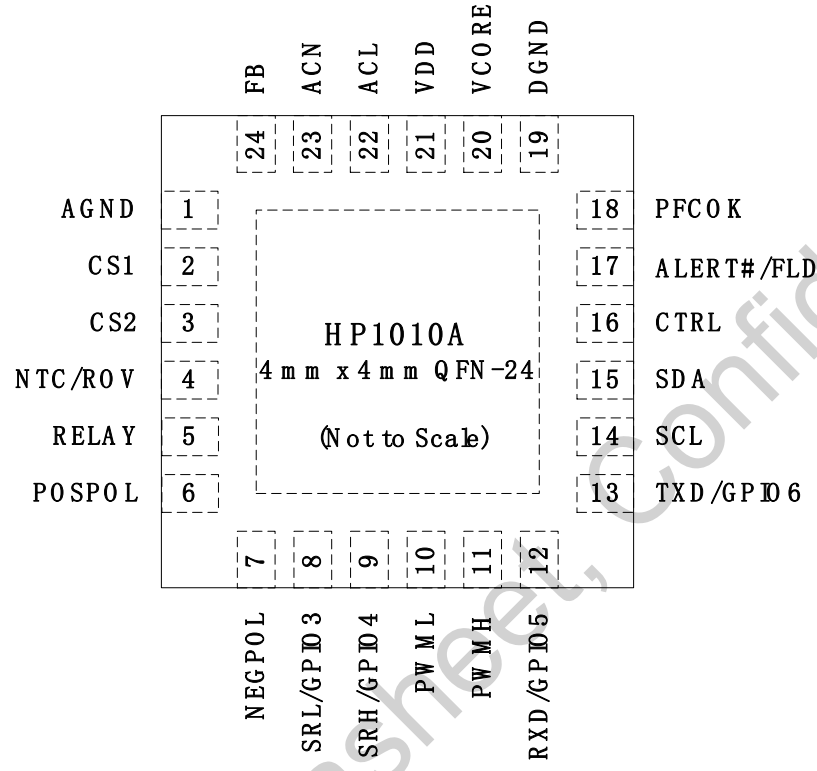 FB
ACN
ACL
VDD
VCORE
DGND
24
23
22
21
20
19
AGND 1
CS1 2
CS2 3
NTC/ROV 4
RELAY 5
POSPOL 6
18 PFCOK
17 ALERT#/FLD
16 CTRL
15 SDA
14 SCL
13 TXD/GPIO6
HP1010A
4mm x4mm QFN-24
(Not to Scale)
7
8
9
10
11
12
NEGPOL
SRL/GPIO3
SRH/GPIO4
PWML
PWMH
RXD/GPIO5